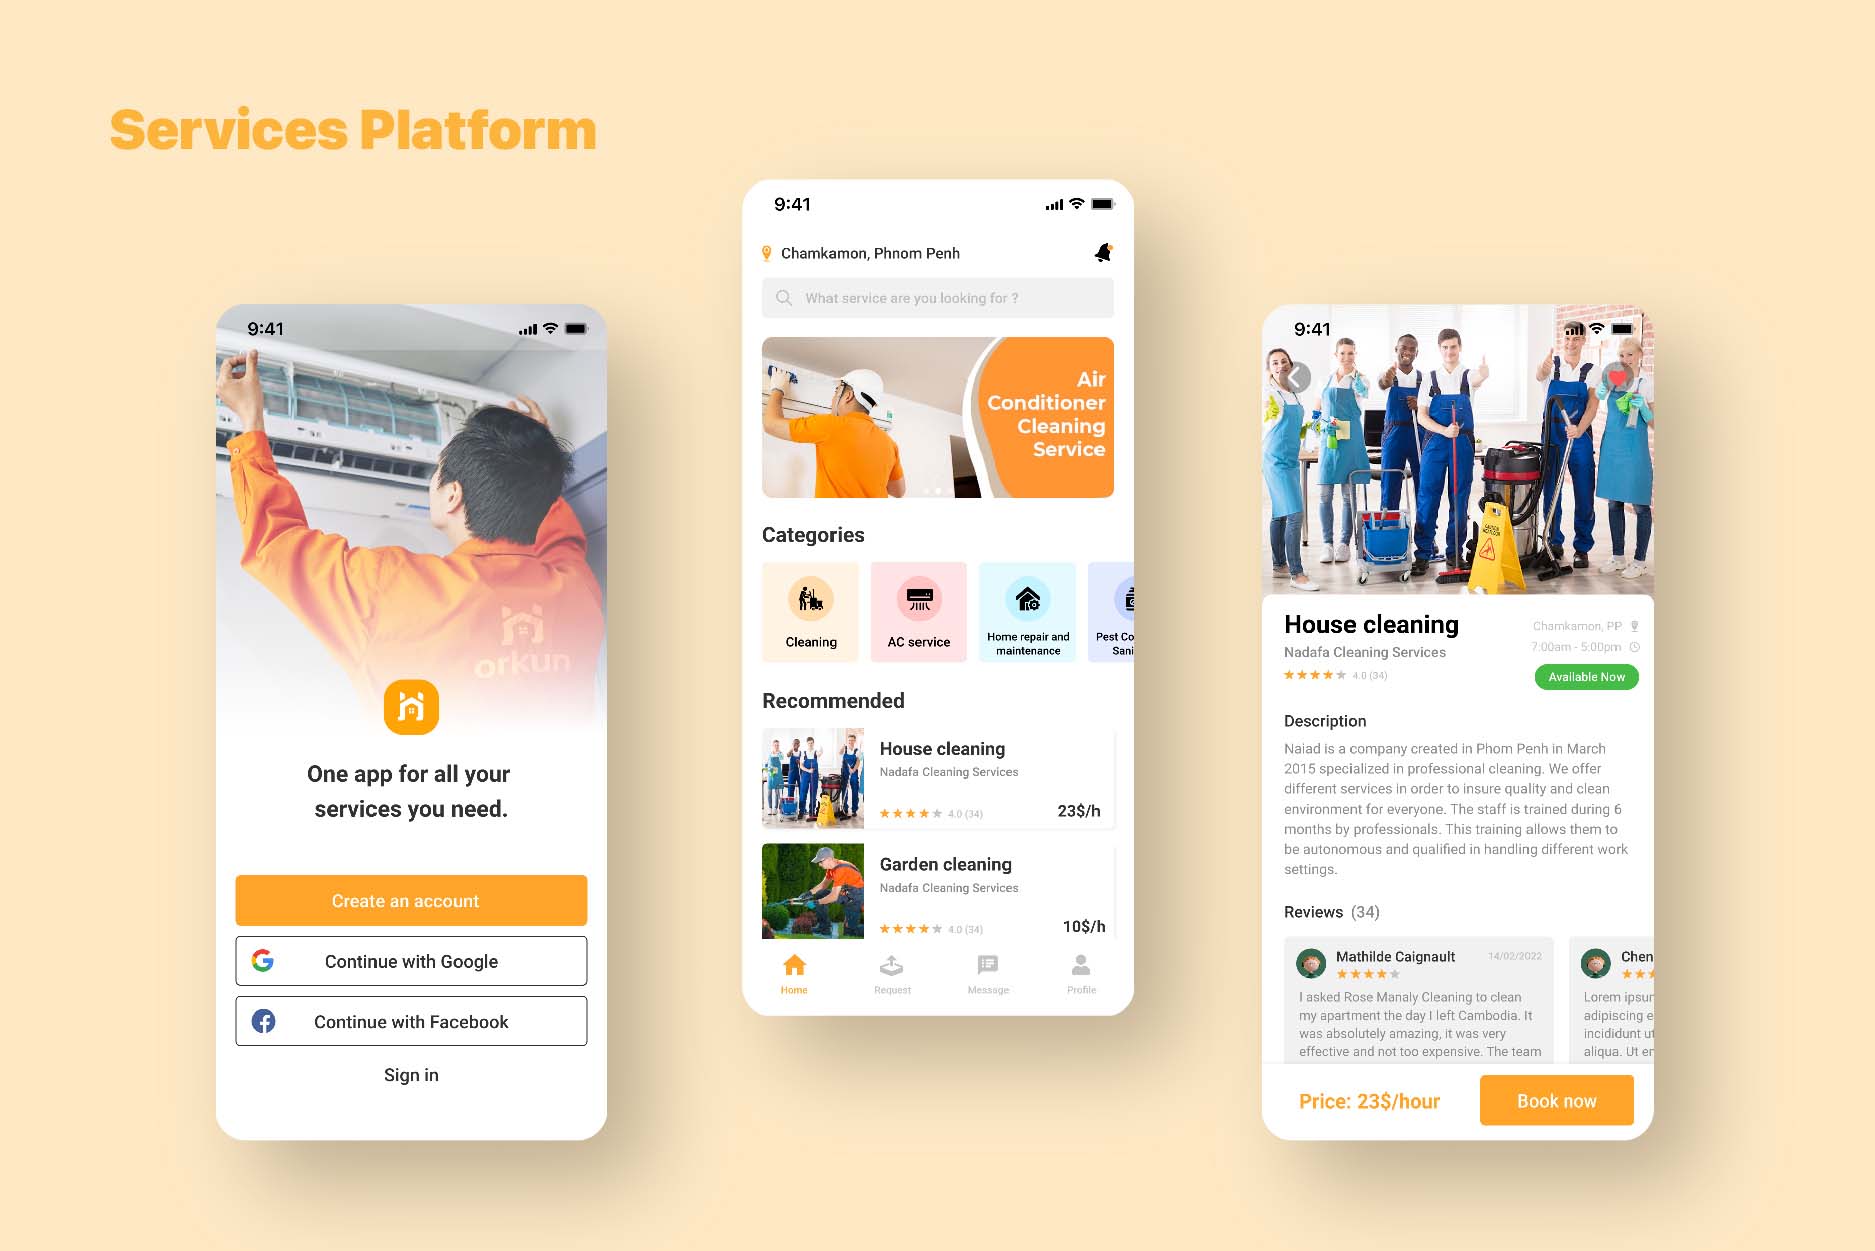 Services Platform
9:41
orkun
One app for all your
services you need.
Create an account
Continue with Google
Continue with Facebook
Sign in
9:41
Chamkamon, Phnom Penh
What service are you looking for ?
Air
Conditioner
Cleaning
Service
Categories
Cleaning
AC service
Home repair and
maintenance
Pest Co
Sani
Recommended
House cleaning
Nadafa Cleaning Services
4.0 (34)
23$/h
Garden cleaning
Nadafa Cleaning Services
4.0 (34)
10$/h
Home
Request
Messsge
Profile
9:41
House cleaning
Chamkamon, PP
Nadafa Cleaning Services
7:00am - 5:00pm
4.0 (34)
Available Now
Description
Naiad is a company created in Phom Penh in March
2015 specialized in professional cleaning. We offer
different services in order to insure quality and clean
environment for everyone. The staff is trained during 6
months by professionals. This training allows them to
be autonomous and qualified in handling different work
settings.
Reviews (34)
Mathilde Caignault
14/02/2022
I asked Rose Manaly Cleaning to clean
my apartment the day I left Cambodia. It
was absolutely amazing, it was very
effective and not too expensive. The team
Chen
Lorem ipsur
adipiscing e
incididunt ut
aliqua. Ut er
Price: 23$/hour
Book now